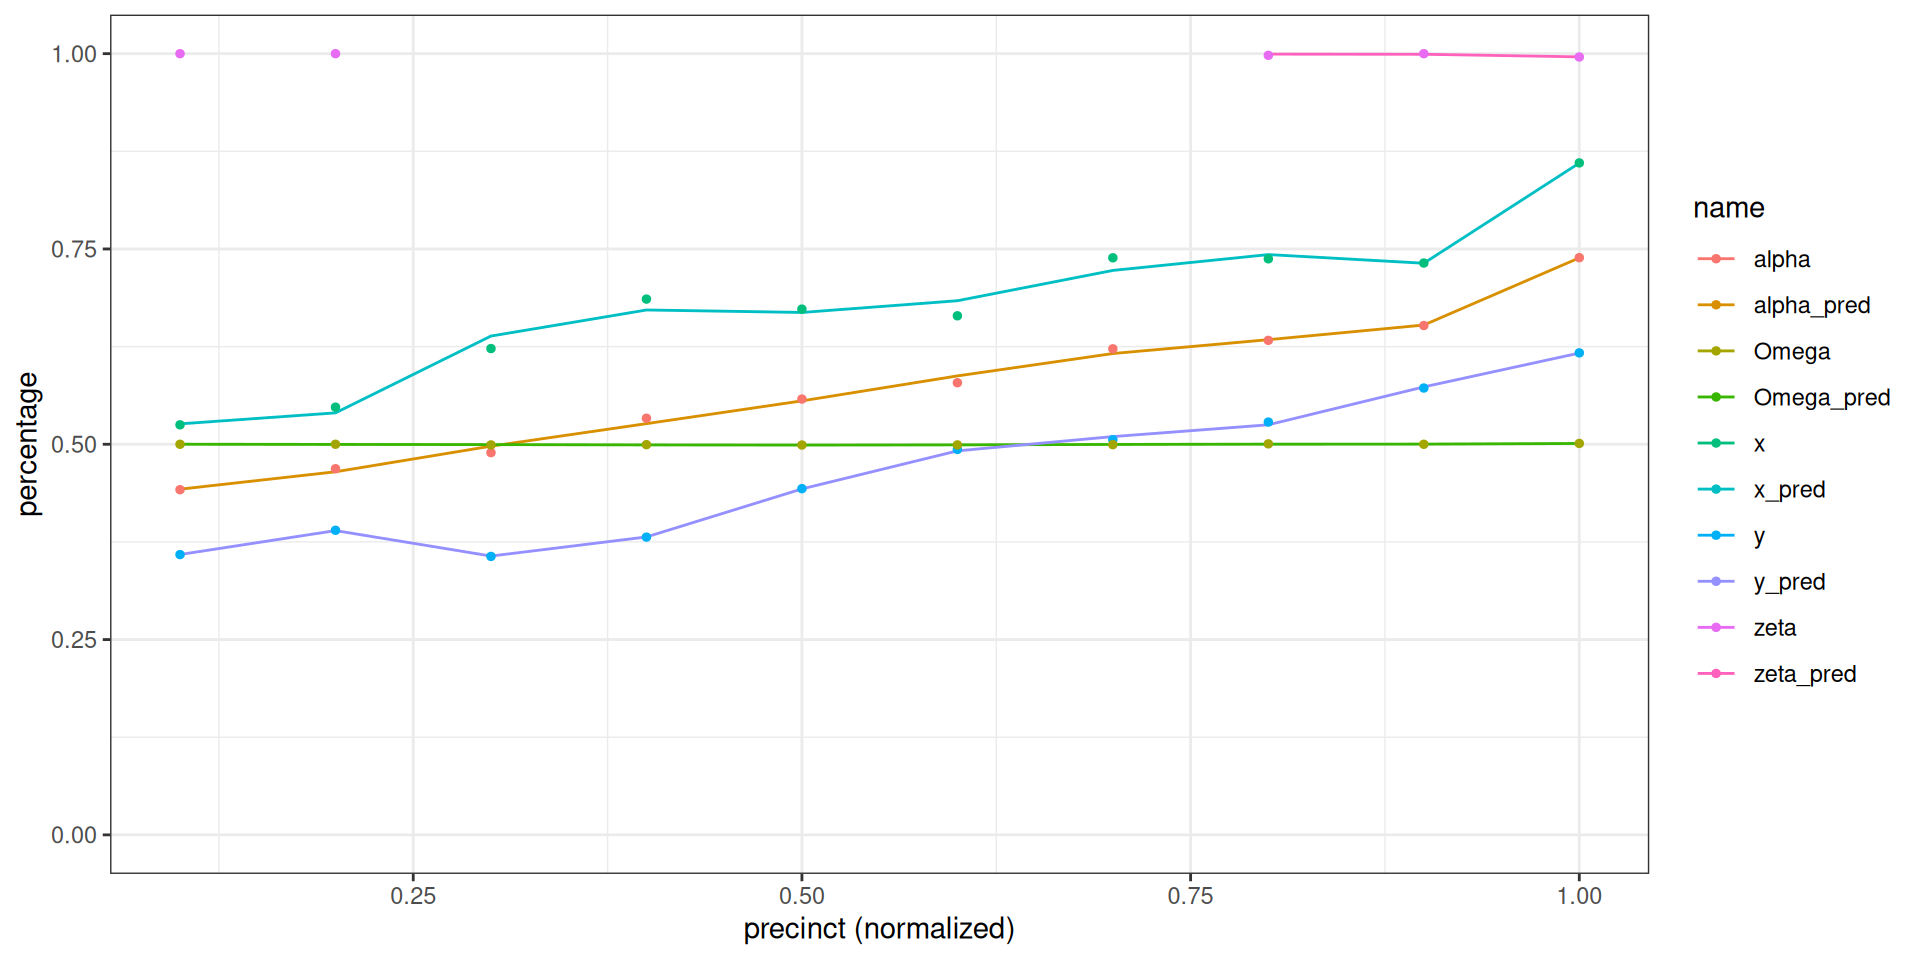 1.00
0.75
0.50
0.25
0.00
percentage
0.25
0.50
0.75
1.00
precinct (normalized)
name
alpha
alpha_pred
Omega
Omega_pred
x
x_pred
y
y_pred
zeta
zeta_pred